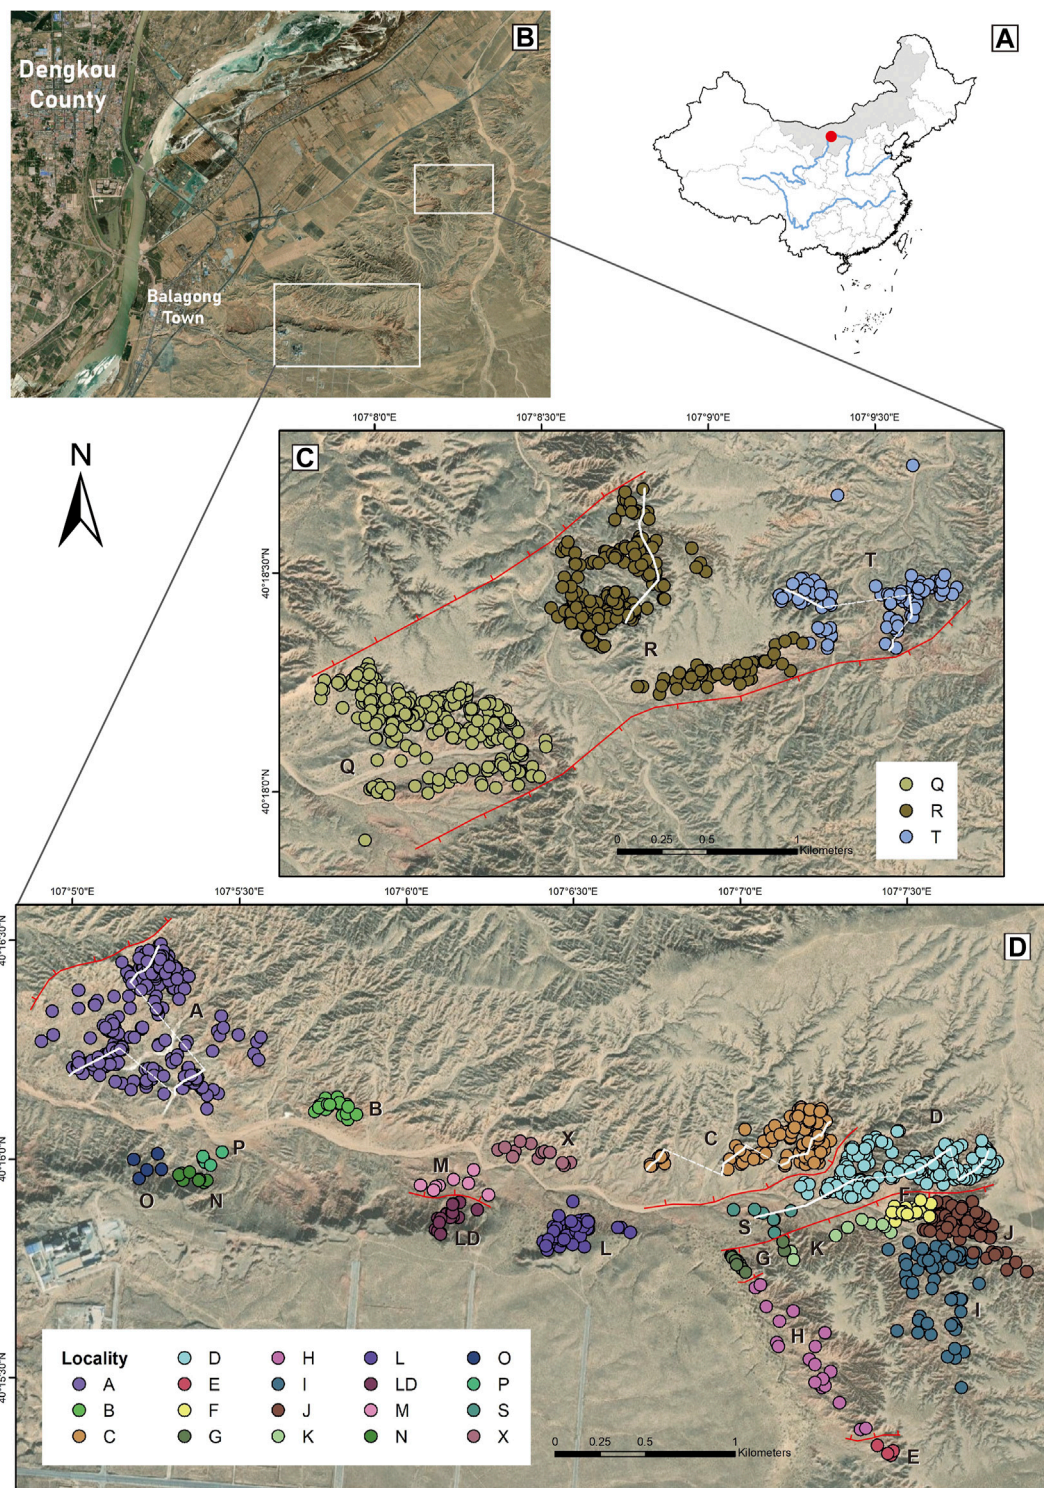 B
A
Dengkou
County
Balagong
Town
N
107°8'0"E 107°8'30"E 107°9'0"E 107°9'30"E
C
40°18'30"N
40°18'0"N
T
R
Q
Q
R
T
0 0.25 0.5 1
Kilometers
107°5'0"E 107°5'30"E 107°6'0"E 107°6'30"E 107°7'0"E 107°7'30"E
D
40°16'30"N
40°16'0"N
40°15'30"N
A
B
P
O
N
M
LD
X
L
C
D
S
F
K
J
G
I
H
E
Locality
D H L O
A E I LD P
B F J M S
C G K N X
0 0.25 0.5 1
Kilometers